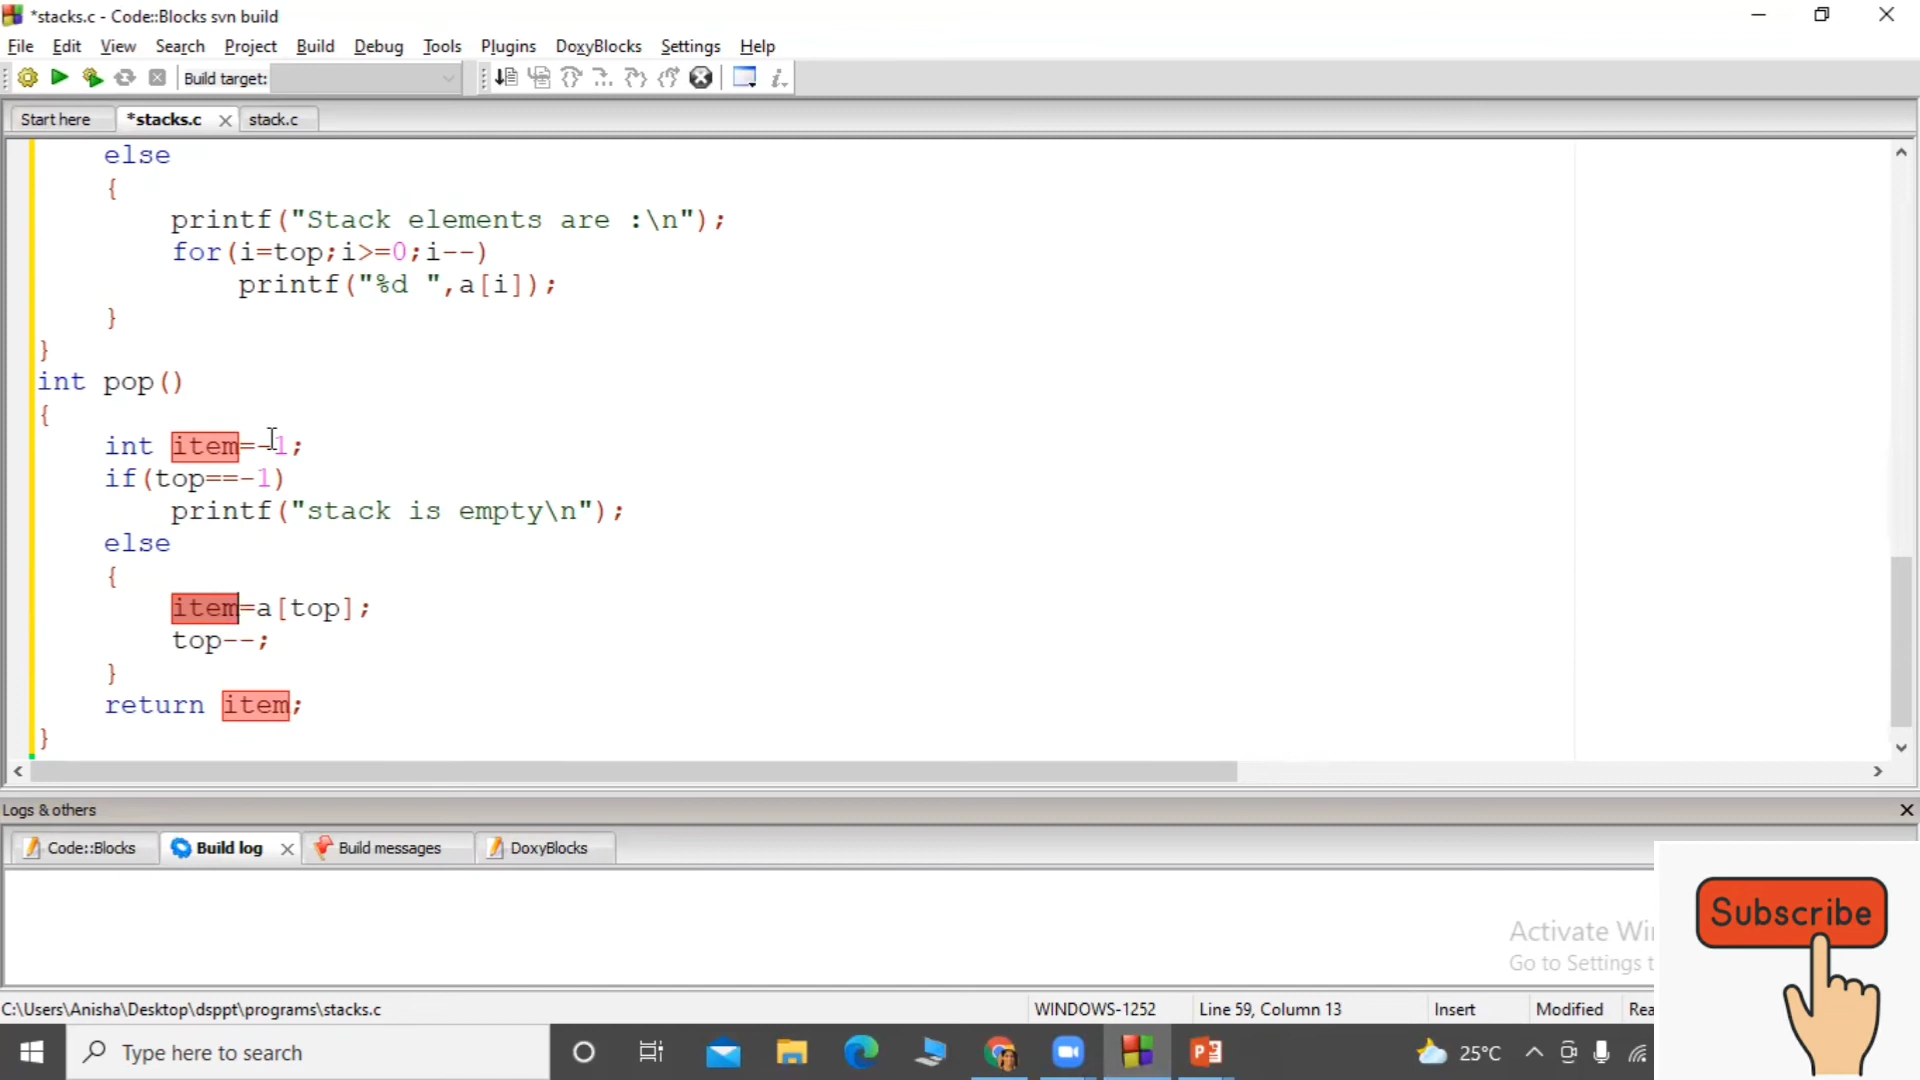 *stacks.c - Code::Blocks svn build
File Edit View Search Project Build Debug Tools Plugins DoxyBlocks Settings Help
Build target:
Start here *stacks.c stack.c
else
{
printf("Stack elements are :\n");
for(i=top;i>=0;i--)
printf("%d ",a[i]);
}
}
int pop()
{
int item=-1;
if(top==-1)
printf("stack is empty\n");
else
{
item=a[top];
top--;
}
return item;
}
Logs & others
Code::Blocks Build log Build messages DoxyBlocks
Activate Wi
Go to Settings t
Subscribe
C:\Users\Anisha\Desktop\dsppt\programs\stacks.c WINDOWS-1252 Line 59, Column 13 Insert Modified Rea
Type here to search 25°C